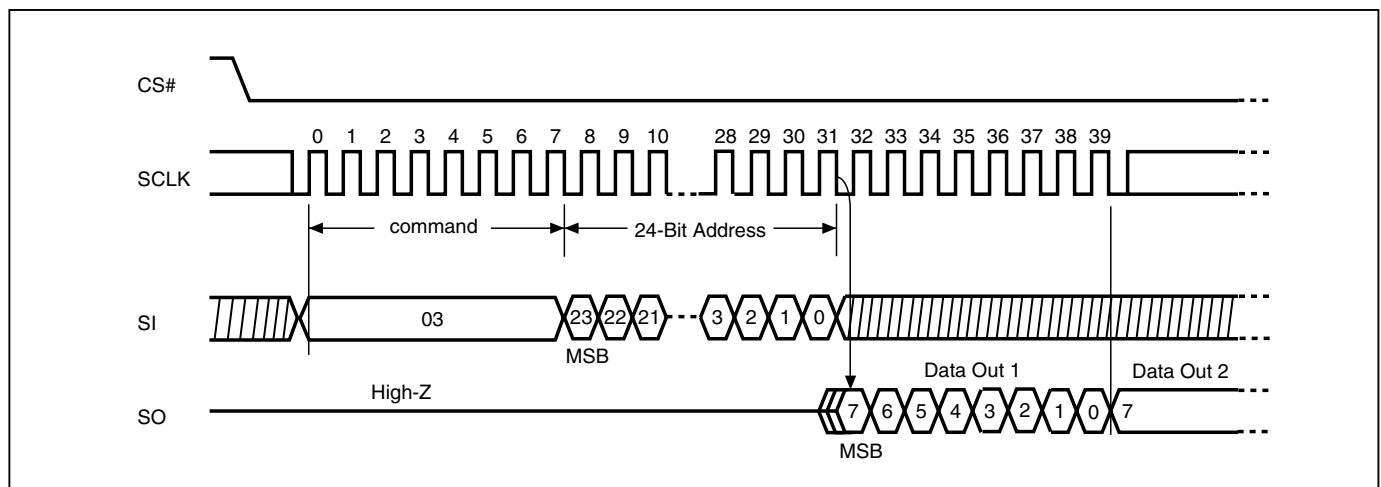 CS#
0 1 2 3 4 5 6 7 8 9 10 28 29 30 31 32 33 34 35 36 37 38 39
SCLK
command
24-Bit Address
SI
03
23 22 21 3 2 1 0
MSB
High-Z
Data Out 1
Data Out 2
SO
7 6 5 4 3 2 1 0 7
MSB